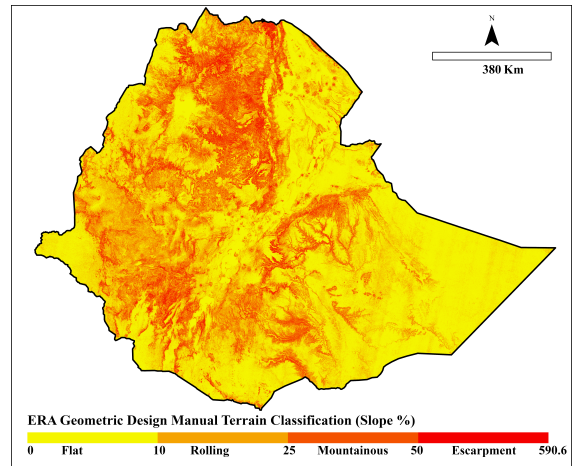 N
380 Km
ERA Geometric Design Manual Terrain Classification (Slope %)
0 Flat 10 Rolling 25 Mountainous 50 Escarpment 590.6